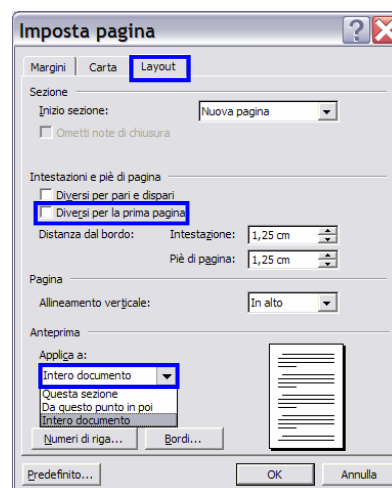 Imposta pagina
Margini Carta Layout
Sezione
Inizio sezione: Nuova pagina
Ometti note di chiusura
Intestazioni e piè di pagina
Diversi per pari e dispari
Diversi per la prima pagina
Distanza dal bordo: Intestazione: 1,25 cm
Piè di pagina: 1,25 cm
Pagina
Allineamento verticale: In alto
Anteprima
Applica a:
Intero documento
Questa sezione
Da questo punto in poi
Intero documento
Numeri di riga... Bordi...
Predefinito... OK Annulla